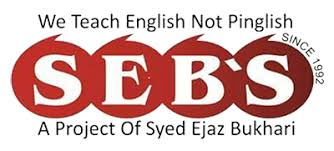 We Teach English Not Pinglish
SEB'S
SINCE 1992
A Project Of Syed Ejaz Bukhari